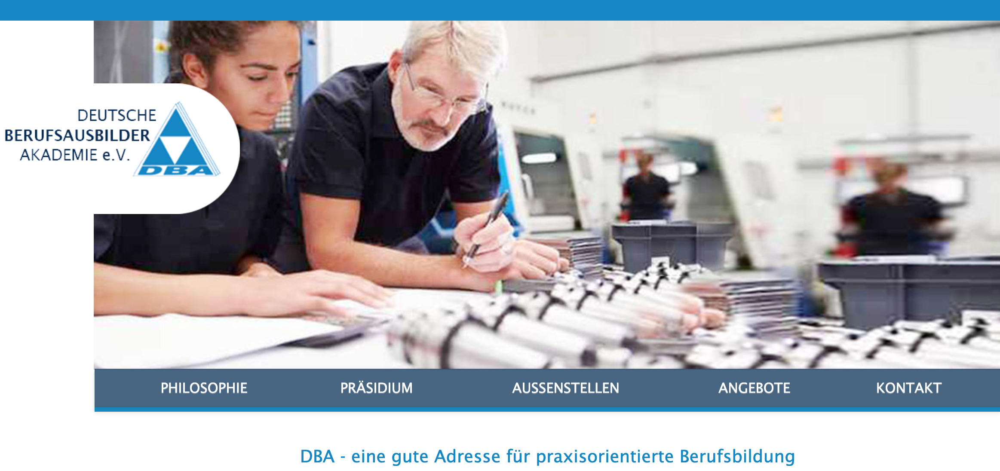 DEUTSCHE
BERUFSAUSBILDER
AKADEMIE e.V.
DBA
PHILOSOPHIE PRÄSIDIUM AUSSENSTELLEN ANGEBOTE KONTAKT
DBA - eine gute Adresse für praxisorientierte Berufsbildung